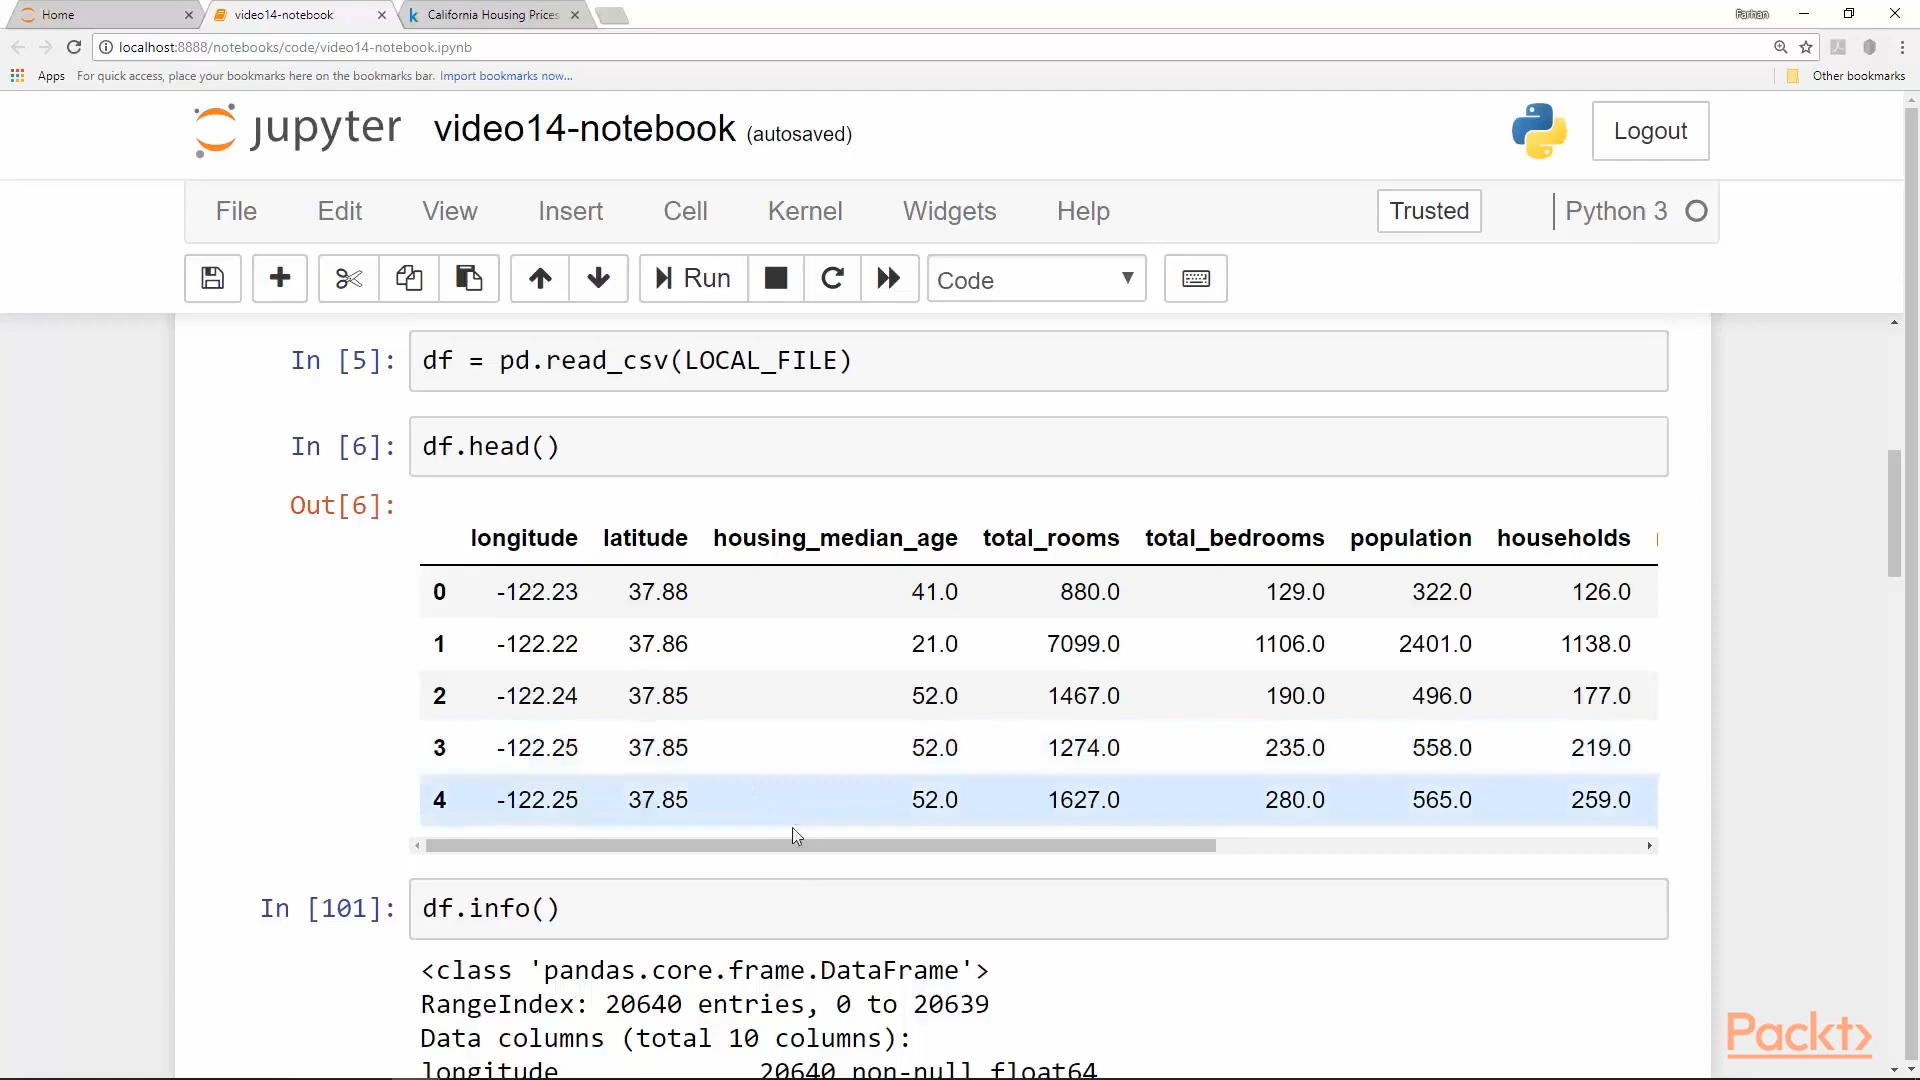 Home
video14-notebook
California Housing Prices
Farhan
localhost:8888/notebooks/code/video14-notebook.ipynb
Apps For quick access, place your bookmarks here on the bookmarks bar. Import bookmarks now... Other bookmarks
jupyter video14-notebook (autosaved) Logout
File Edit View Insert Cell Kernel Widgets Help Trusted Python 3
Run Code
In [5]: df = pd.read_csv(LOCAL_FILE)
In [6]: df.head()
Out[6]:
longitude latitude housing_median_age total_rooms total_bedrooms population households
0 -122.23 37.88 41.0 880.0 129.0 322.0 126.0
1 -122.22 37.86 21.0 7099.0 1106.0 2401.0 1138.0
2 -122.24 37.85 52.0 1467.0 190.0 496.0 177.0
3 -122.25 37.85 52.0 1274.0 235.0 558.0 219.0
4 -122.25 37.85 52.0 1627.0 280.0 565.0 259.0
In [101]: df.info()
<class 'pandas.core.frame.DataFrame'>
RangeIndex: 20640 entries, 0 to 20639
Data columns (total 10 columns):
longitude 20640 non-null float64
Packt>